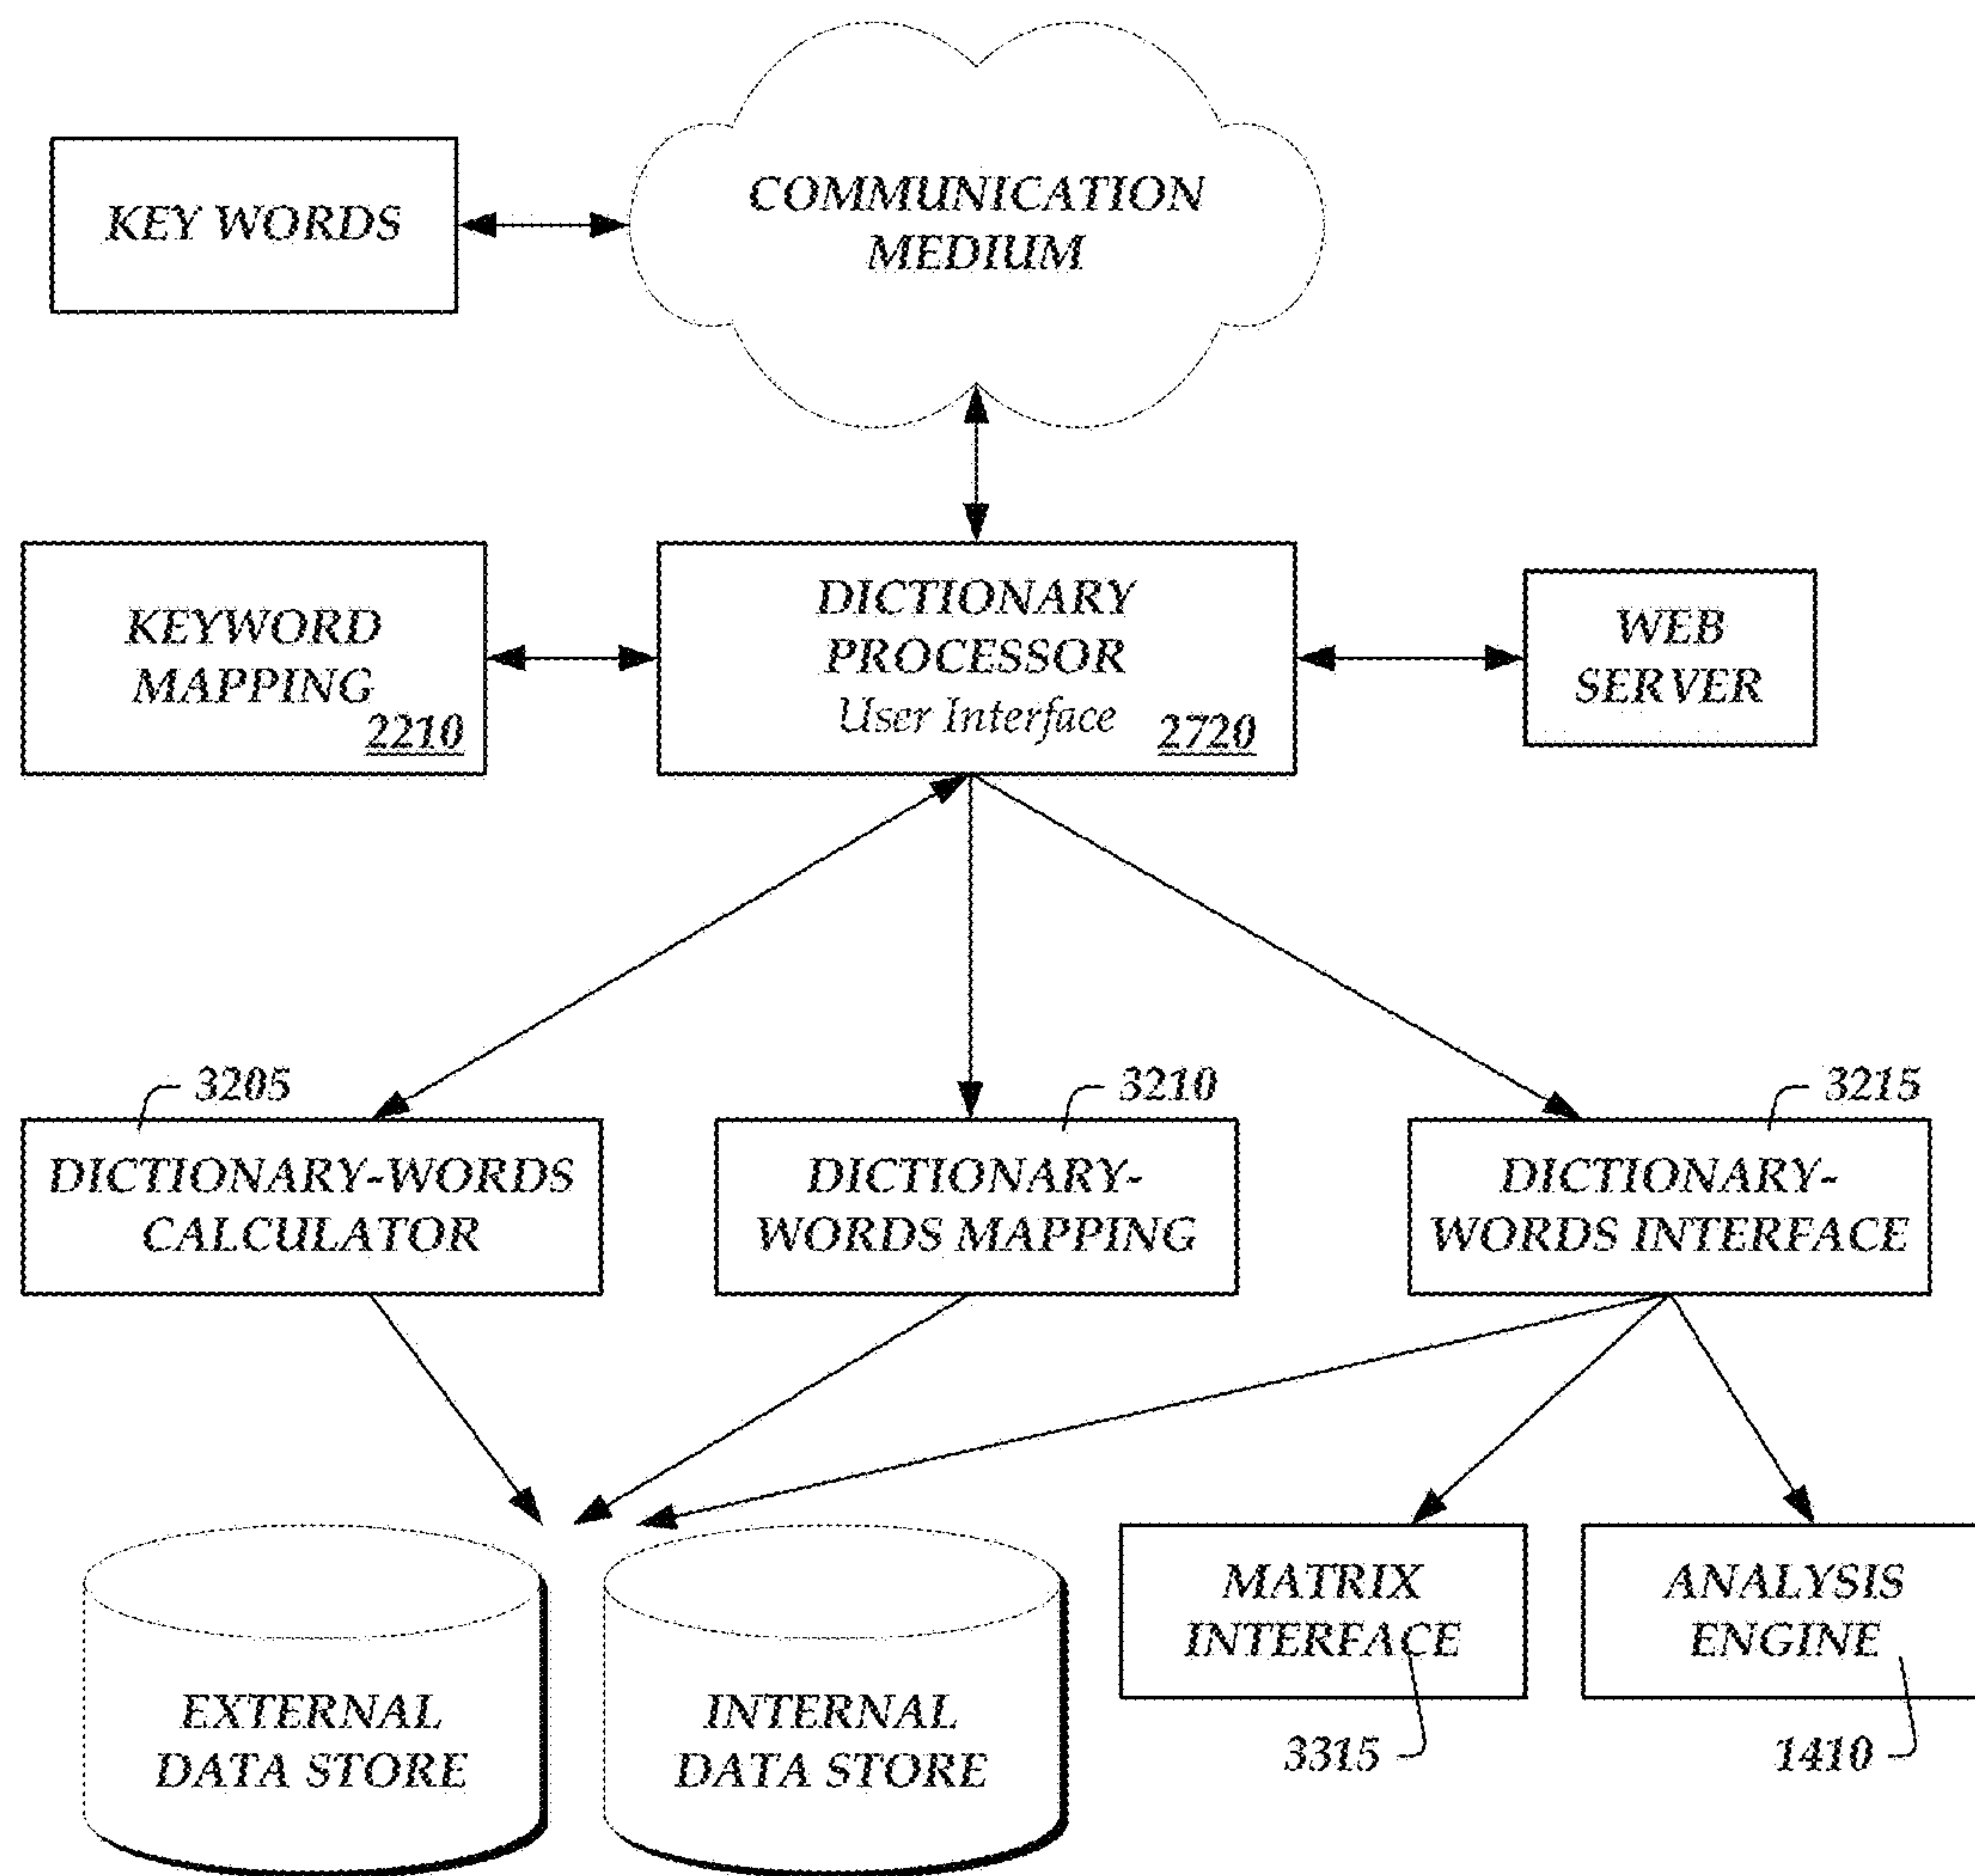 KEY WORDS
COMMUNICATION
MEDIUM
KEYWORD
MAPPING
2210
DICTIONARY
PROCESSOR
User Interface
2720
WEB
SERVER
3205
DICTIONARY-WORDS
CALCULATOR
3210
DICTIONARY-
WORDS MAPPING
3215
DICTIONARY-
WORDS INTERFACE
EXTERNAL
DATA STORE
INTERNAL
DATA STORE
MATRIX
INTERFACE
3315
ANALYSIS
ENGINE
1410